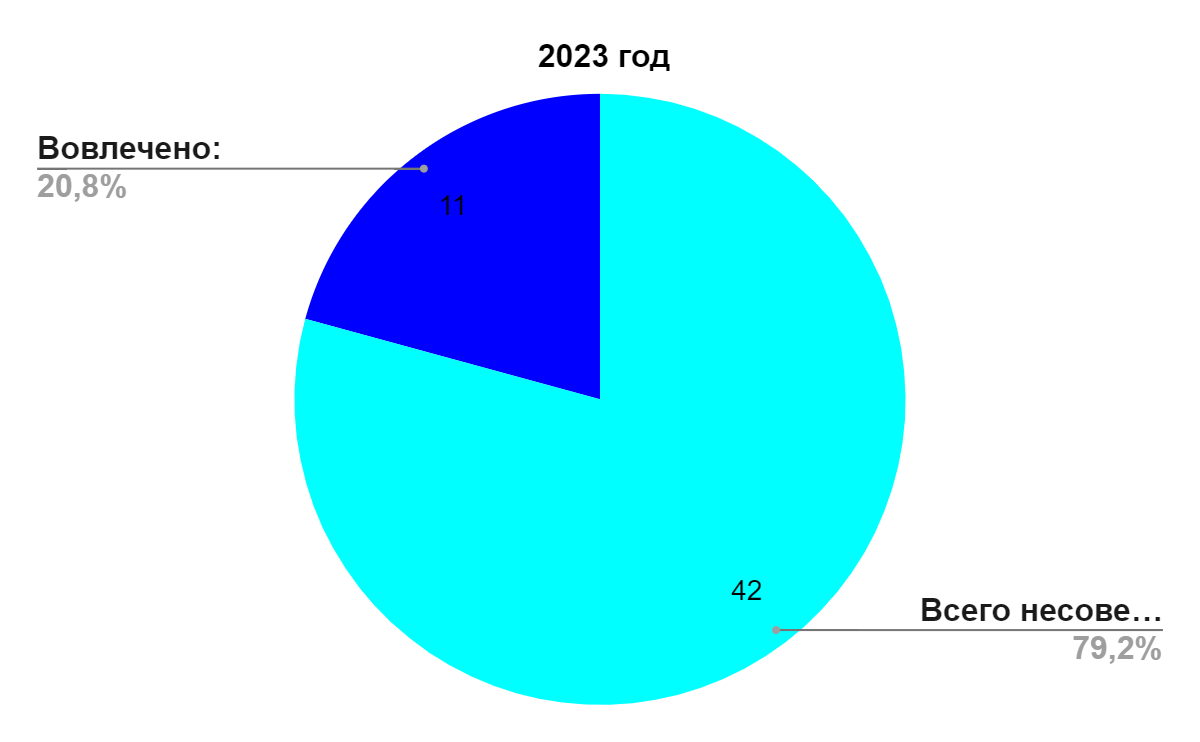 2023 год
Вовлечено:
20,8%
11
42
Всего несове…
79,2%